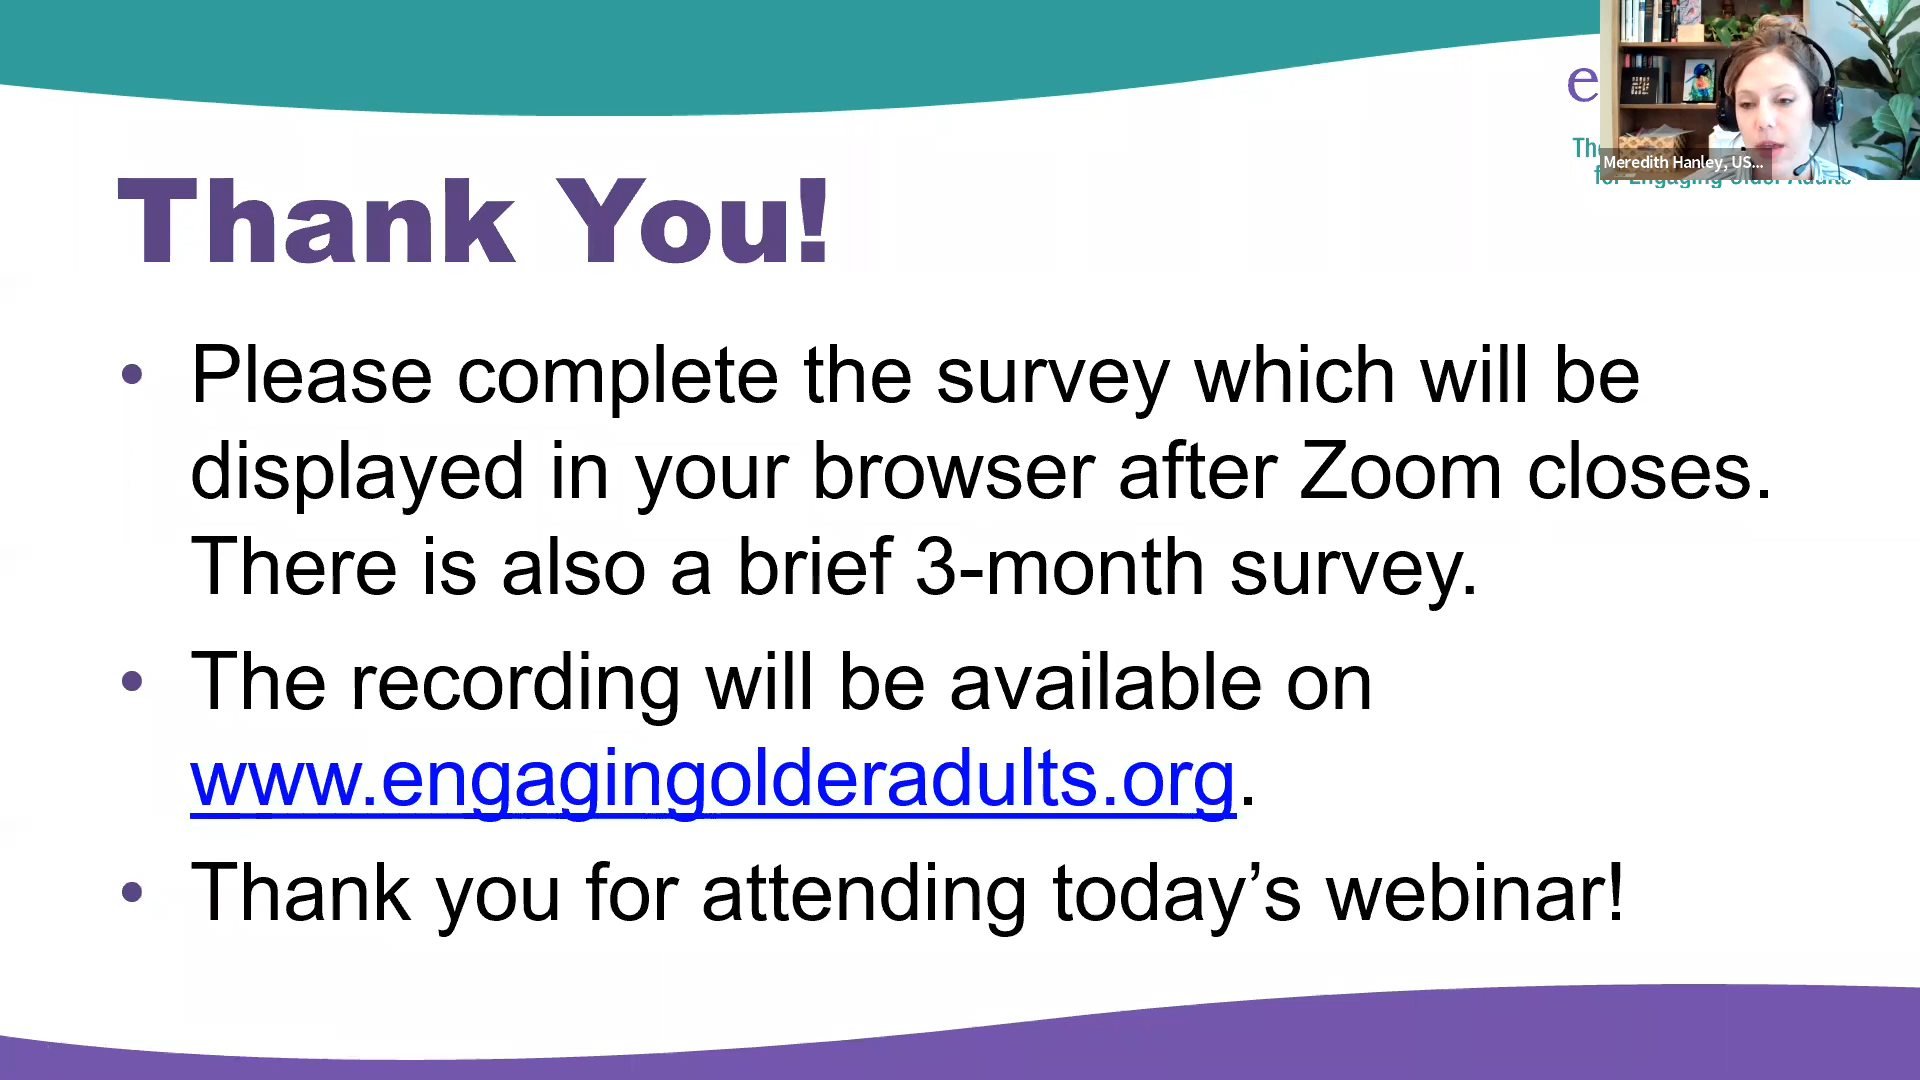 Thank You!
• Please complete the survey which will be
displayed in your browser after Zoom closes.
There is also a brief 3-month survey.
• The recording will be available on
www.engagingolderadults.org.
• Thank you for attending today’s webinar!
e
Meredith Hanley, US...
for Engaging Older Adults